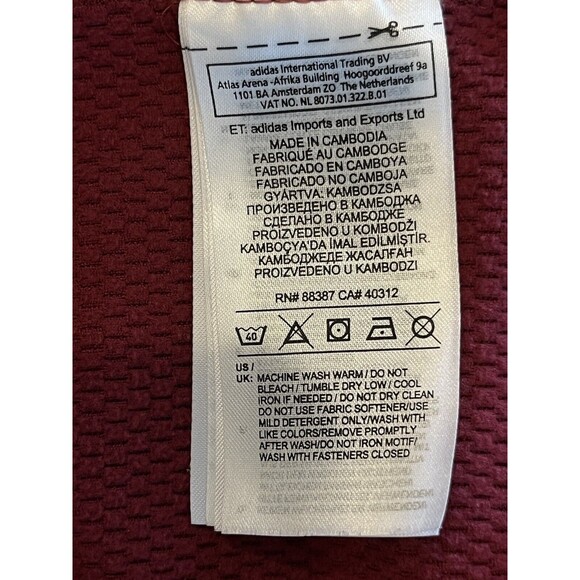 adidas International Trading BV
Atlas Arena -Afrika Building Hoogoorddreef 9a
1101 BA Amsterdam ZO The Netherlands
VAT NO. NL 8073.01.322.B.01
ET: adidas Imports and Exports Ltd
MADE IN CAMBODIA
FABRIQUÉ AU CAMBODGE
FABRICADO EN CAMBOYA
FABRICADO NO CAMBOJA
GYÁRTVA: KAMBODZSA
ПРОИЗВЕДЕНО В КАМБОДЖА
СДЕЛАНО В КАМБОДЖЕ
PROIZVEDENO U KOMBODŽI
KAMBOÇYA'DA İMAL EDİLMİŞTİR.
КАМБОДЖЕДЕ ЖАСАЛҒАН
PROIZVEDENO U KAMBODZI
RN# 88387 CA# 40312
40
US /
UK: MACHINE WASH WARM / DO NOT
BLEACH / TUMBLE DRY LOW / COOL
IRON IF NEEDED / DO NOT DRY CLEAN
DO NOT USE FABRIC SOFTENER/USE
MILD DETERGENT ONLY/WASH WITH
LIKE COLORS/REMOVE PROMPTLY
AFTER WASH/DO NOT IRON MOTIF/
WASH WITH FASTENERS CLOSED